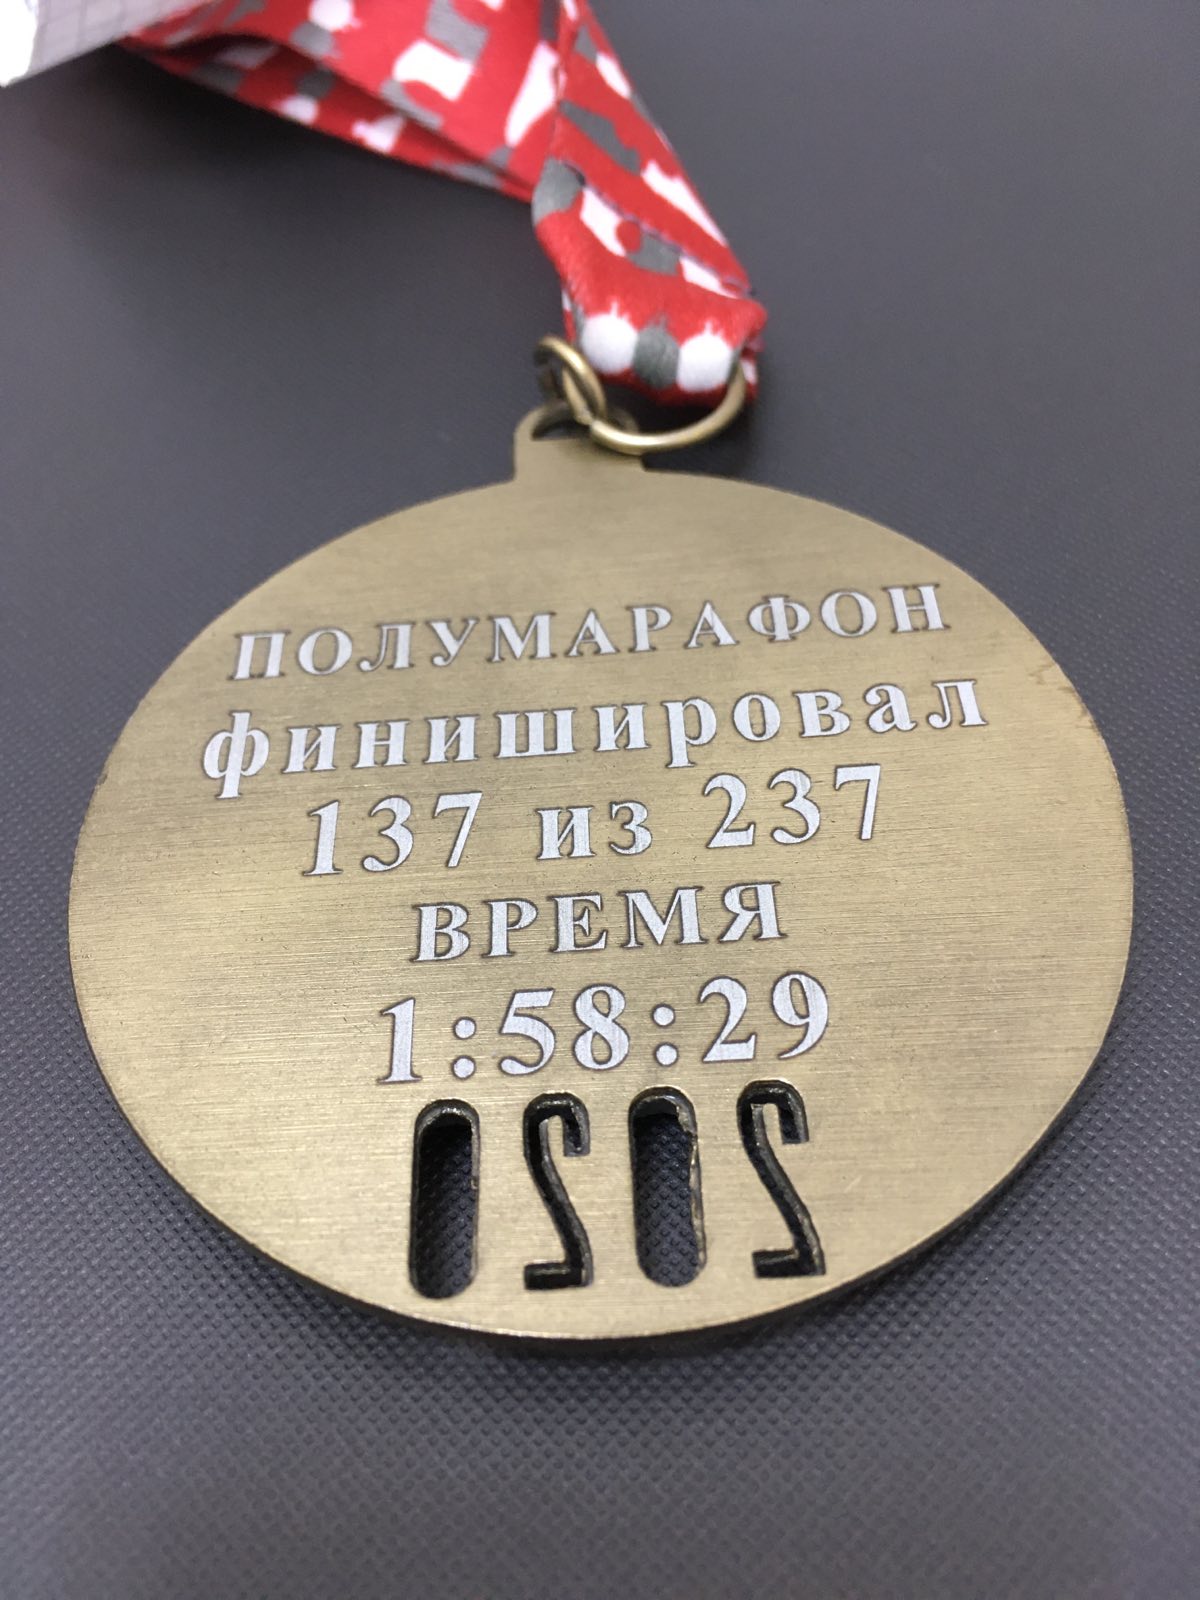 ПОЛУМАРАФОН
финишировал
137 из 237
ВРЕМЯ
1:58:29
2020